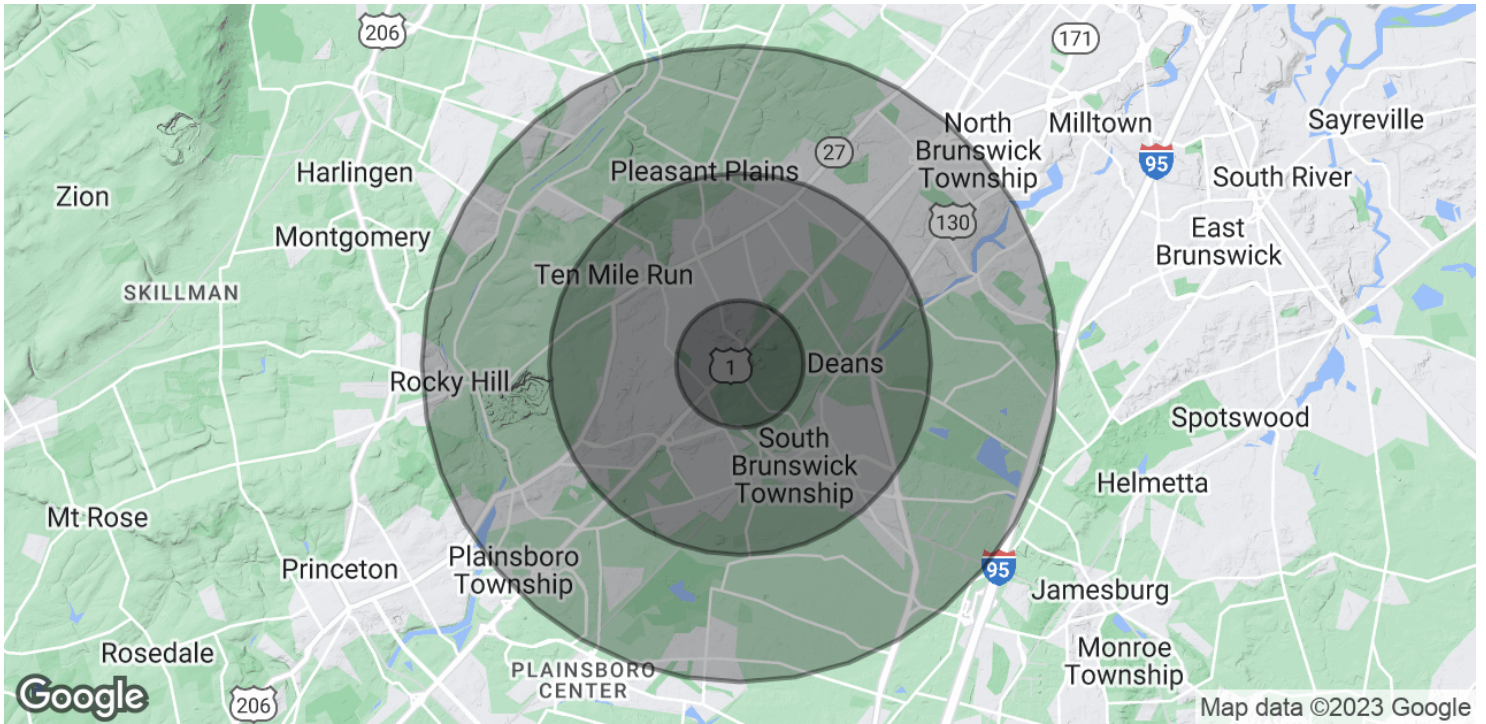 206
171
North
Brunswick
Township
Milltown
Sayreville
27
95
Pleasant Plains
Harlingen
South River
Zion
130
East
Brunswick
Montgomery
Ten Mile Run
SKILLMAN
1
Deans
Rocky Hill
Spotswood
South
Brunswick
Township
Helmetta
Mt Rose
Plainsboro
Township
Princeton
95
Jamesburg
Rosedale
Monroe
Township
PLAINSBORO
CENTER
206
Google
Map data ©2023 Google